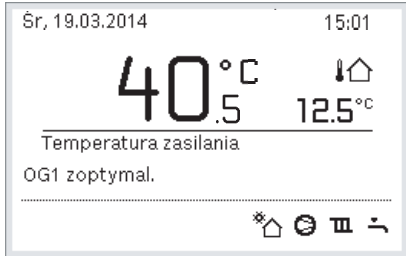 Śr, 19.03.2014 15:01
40.5 °C
12.5°C
Temperatura zasilania
OG1 zoptymal.